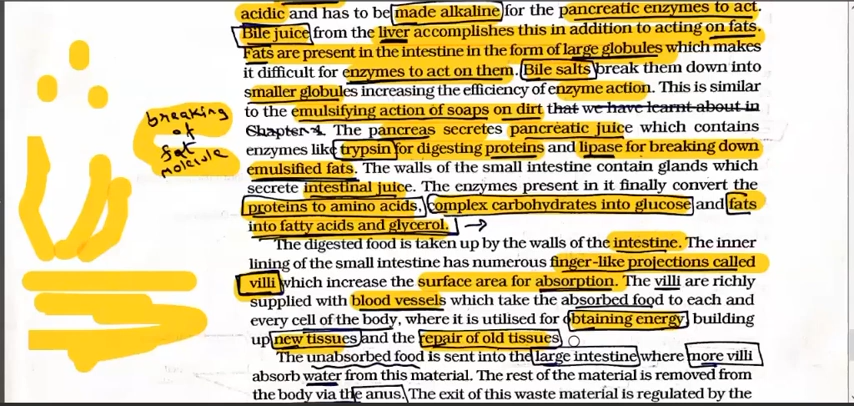 acidic and has to be made alkaline for the pancreatic enzymes to act.
Bile juice from the liver accomplishes this in addition to acting on fats.
Fats are present in the intestine in the form of large globules which makes
it difficult for enzymes to act on them. Bile salts break them down into
smaller globules increasing the efficiency of enzyme action. This is similar
to the emulsifying action of soaps on dirt that we have learnt about in
Chapter 4. The pancreas secretes pancreatic juice which contains
enzymes like trypsin for digesting proteins and lipase for breaking down
emulsified fats. The walls of the small intestine contain glands which
secrete intestinal juice. The enzymes present in it finally convert the
proteins to amino acids, complex carbohydrates into glucose and fats
into fatty acids and glycerol.
The digested food is taken up by the walls of the intestine. The inner
lining of the small intestine has numerous finger-like projections called
villi which increase the surface area for absorption. The villi are richly
supplied with blood vessels which take the absorbed food to each and
every cell of the body, where it is utilised for obtaining energy, building
up new tissues and the repair of old tissues.
The unabsorbed food is sent into the large intestine where more villi
absorb water from this material. The rest of the material is removed from
the body via the anus. The exit of this waste material is regulated by the
breaking
of
fat
molecule